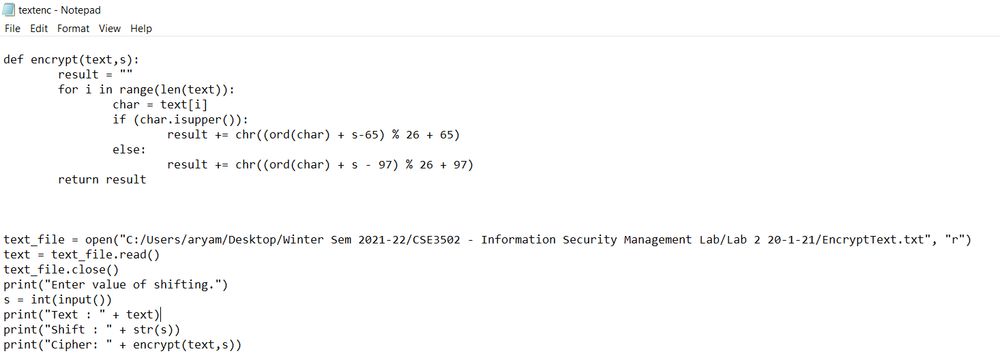 textenc - Notepad
File Edit Format View Help
def encrypt(text,s):
        result = ""
        for i in range(len(text)):
                char = text[i]
                if (char.isupper()):
                        result += chr((ord(char) + s-65) % 26 + 65)
                else:
                        result += chr((ord(char) + s - 97) % 26 + 97)
        return result
text_file = open("C:/Users/aryam/Desktop/Winter Sem 2021-22/CSE3502 - Information Security Management Lab/Lab 2 20-1-21/EncryptText.txt", "r")
text = text_file.read()
text_file.close()
print("Enter value of shifting.")
s = int(input())
print("Text : " + text)
print("Shift : " + str(s))
print("Cipher: " + encrypt(text,s))